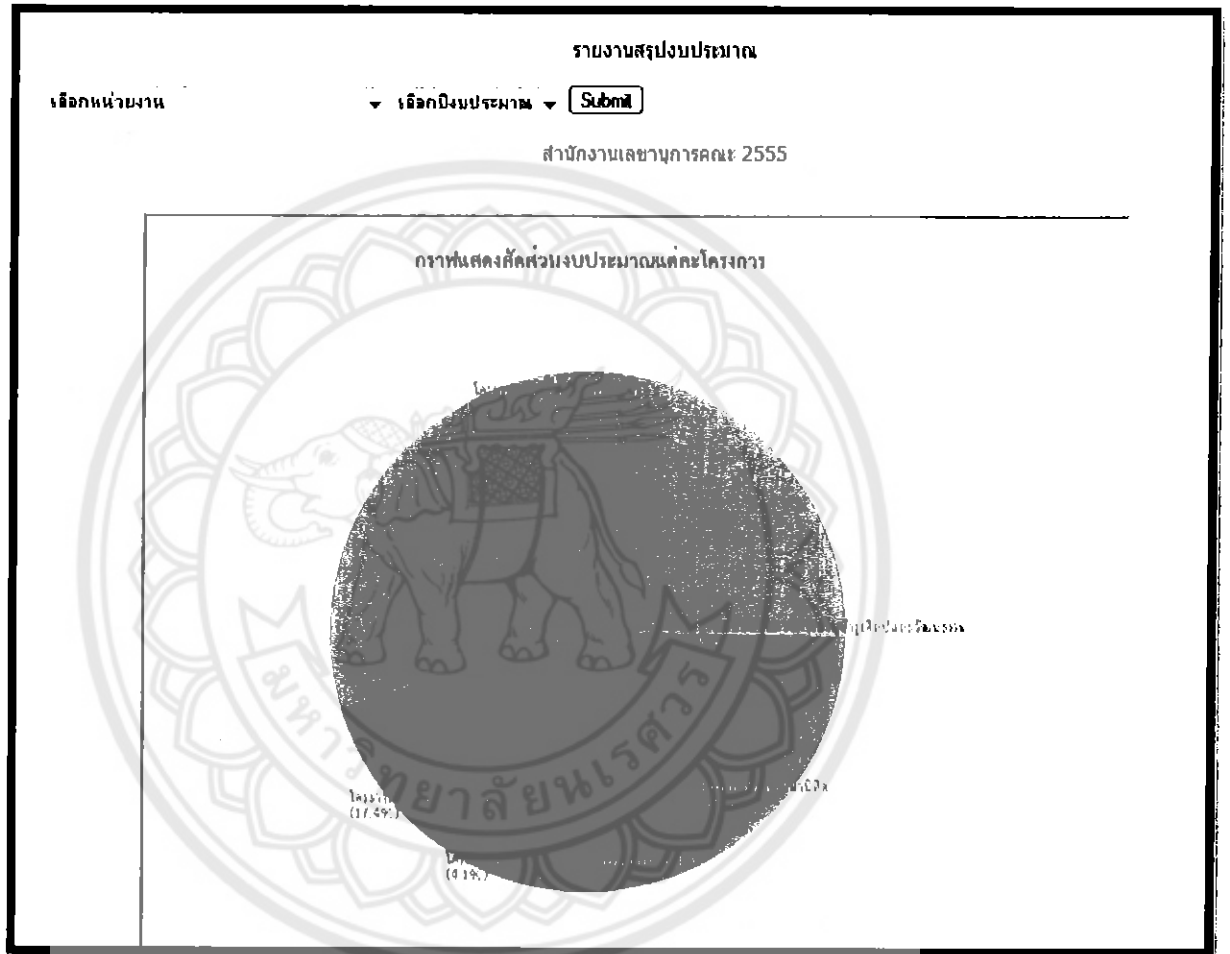 รายงานสรุปงบประมาณ
เลือกหน่วยงาน เลือกปีงบประมาณ Submit
สำนักงานเลขานุการคณะ 2555
กราฟแสดงสัดส่วนงบประมาณแต่ละโครงการ
(17.4%)
มหาวิทยาลัยนเรศวร